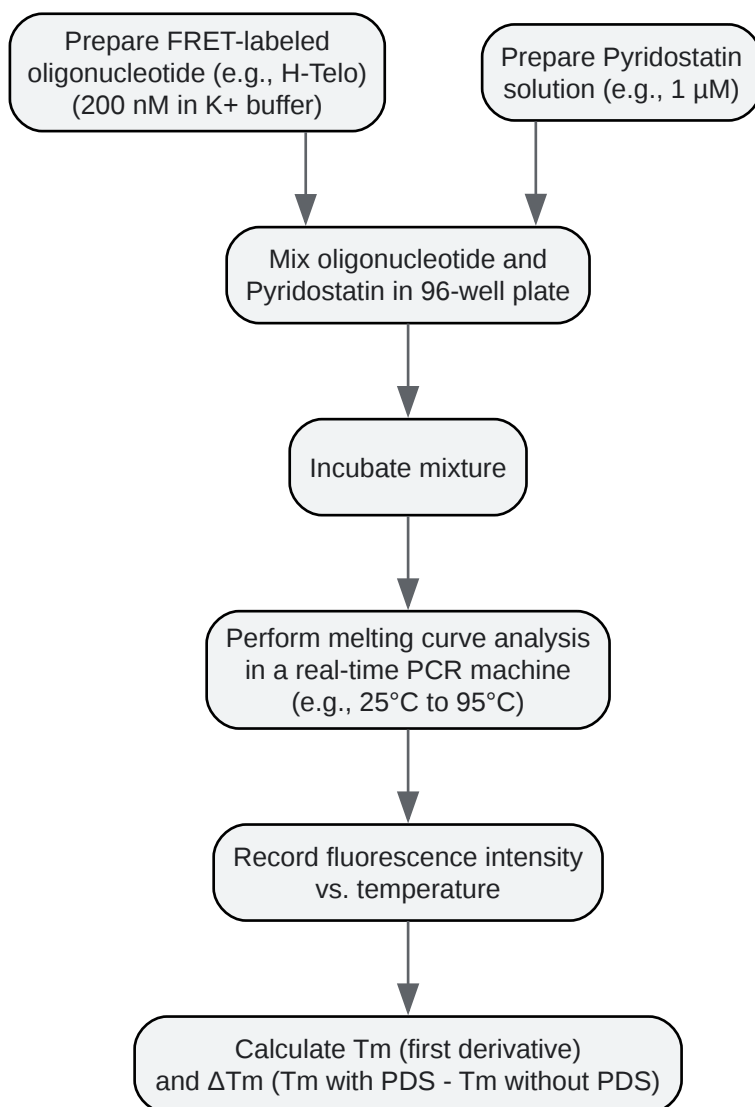 Prepare FRET-labeled
oligonucleotide (e.g., H-Telo)
(200 nM in K+ buffer)
Prepare Pyridostatin
solution (e.g., 1 µM)
Mix oligonucleotide and
Pyridostatin in 96-well plate
Incubate mixture
Perform melting curve analysis
in a real-time PCR machine
(e.g., 25°C to 95°C)
Record fluorescence intensity
vs. temperature
Calculate Tm (first derivative)
and ΔTm (Tm with PDS - Tm without PDS)